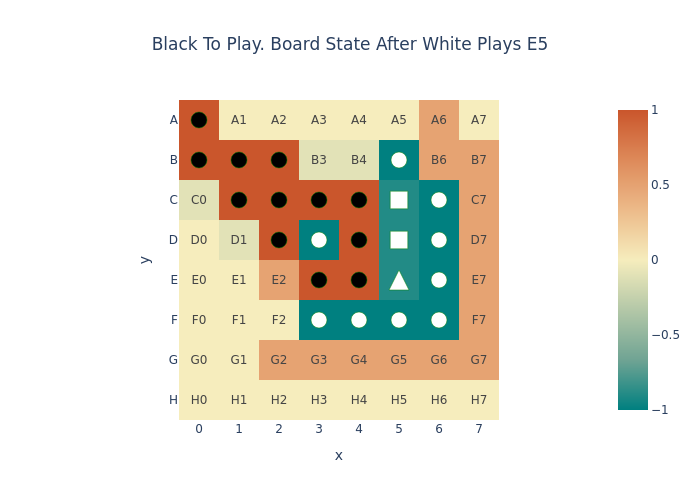 Black To Play. Board State After White Plays E5
A A1 A2 A3 A4 A5 A6 A7 1
B B3 B4 B6 B7
C C0 C7 0.5
D D0 D1 D7
y
0
E E0 E1 E2 E7
F F0 F1 F2 F7 −0.5
G G0 G1 G2 G3 G4 G5 G6 G7
H H0 H1 H2 H3 H4 H5 H6 H7 −1
0 1 2 3 4 5 6 7
x